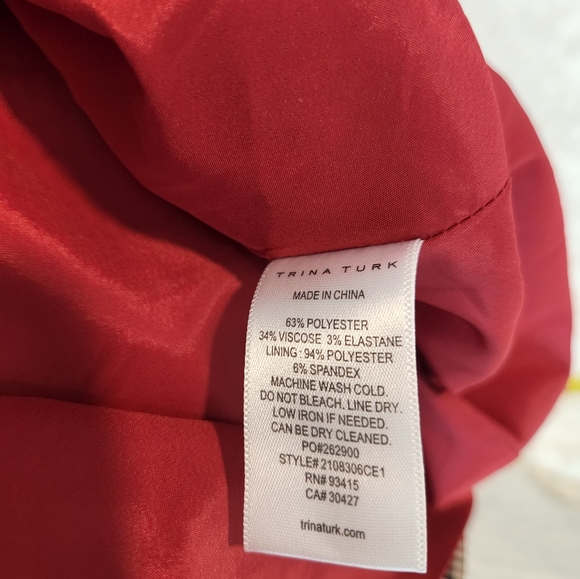 TRINA TURK
MADE IN CHINA
63% POLYESTER
34% VISCOSE 3% ELASTANE
LINING : 94% POLYESTER
6% SPANDEX
MACHINE WASH COLD.
DO NOT BLEACH. LINE DRY.
LOW IRON IF NEEDED.
CAN BE DRY CLEANED.
PO#262900
STYLE# 2108306CE1
RN# 93415
CA# 30427
trinaturk.com